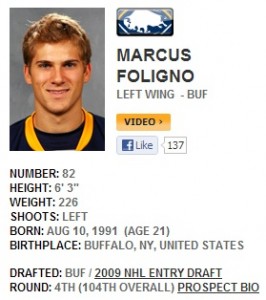 MARCUS
FOLIGNO
LEFT WING - BUF
VIDEO
Like 137
NUMBER: 82
HEIGHT: 6' 3"
WEIGHT: 226
SHOOTS: LEFT
BORN: AUG 10, 1991 (AGE 21)
BIRTHPLACE: BUFFALO, NY, UNITED STATES
DRAFTED: BUF / 2009 NHL ENTRY DRAFT
ROUND: 4TH (104TH OVERALL) PROSPECT BIO